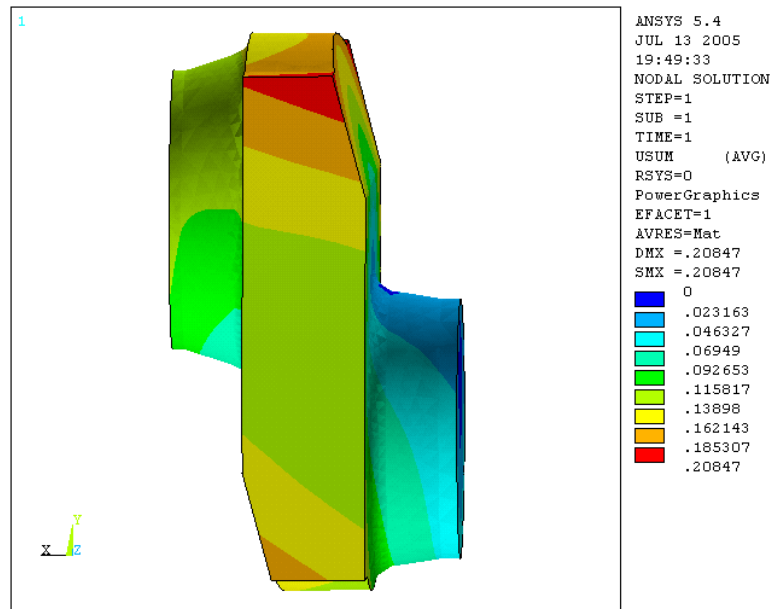 1
ANSYS 5.4
JUL 13 2005
19:49:33
NODAL SOLUTION
STEP=1
SUB =1
TIME=1
USUM (AVG)
RSYS=0
PowerGraphics
EFACET=1
AVRES=Mat
DMX =.20847
SMX =.20847
0
.023163
.046327
.06949
.092653
.115817
.13898
.162143
.185307
.20847
Y
X Z